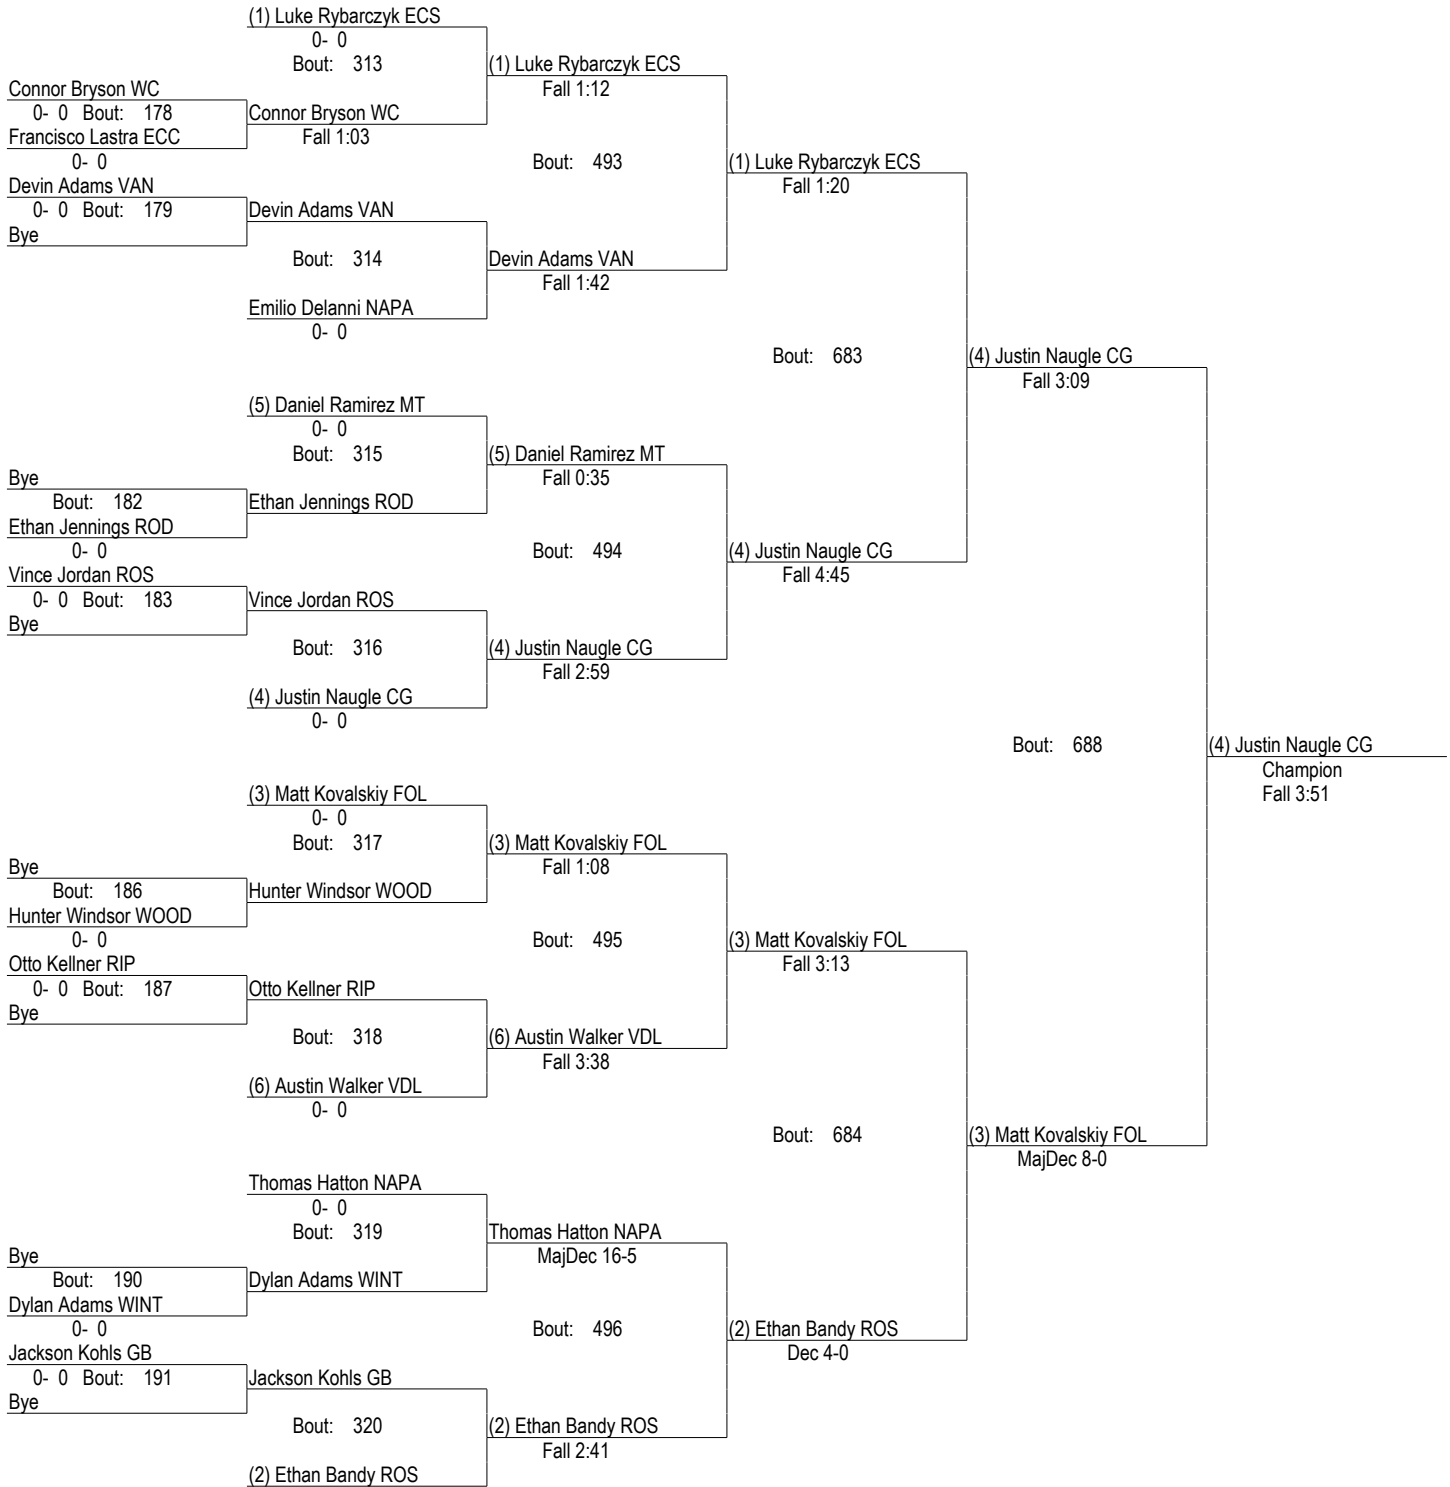 (1) Luke Rybarczyk ECS
0- 0
Bout: 313
(1) Luke Rybarczyk ECS
Fall 1:12
Connor Bryson WC
0- 0 Bout: 178
Connor Bryson WC
Francisco Lastra ECC
Fall 1:03
0- 0
Bout: 493
(1) Luke Rybarczyk ECS
Fall 1:20
Devin Adams VAN
0- 0 Bout: 179
Devin Adams VAN
Bye
Bout: 314
Devin Adams VAN
Fall 1:42
Emilio Delanni NAPA
0- 0
Bout: 683
(4) Justin Naugle CG
Fall 3:09
(5) Daniel Ramirez MT
0- 0
Bout: 315
(5) Daniel Ramirez MT
Fall 0:35
Bye
Bout: 182
Ethan Jennings ROD
Ethan Jennings ROD
0- 0
Bout: 494
(4) Justin Naugle CG
Fall 4:45
Vince Jordan ROS
0- 0 Bout: 183
Vince Jordan ROS
Bye
Bout: 316
(4) Justin Naugle CG
Fall 2:59
(4) Justin Naugle CG
0- 0
Bout: 688
(4) Justin Naugle CG
Champion
Fall 3:51
(3) Matt Kovalskiy FOL
0- 0
Bout: 317
(3) Matt Kovalskiy FOL
Fall 1:08
Bye
Bout: 186
Hunter Windsor WOOD
Hunter Windsor WOOD
0- 0
Bout: 495
(3) Matt Kovalskiy FOL
Fall 3:13
Otto Kellner RIP
0- 0 Bout: 187
Otto Kellner RIP
Bye
Bout: 318
(6) Austin Walker VDL
Fall 3:38
(6) Austin Walker VDL
0- 0
Bout: 684
(3) Matt Kovalskiy FOL
MajDec 8-0
Thomas Hatton NAPA
0- 0
Bout: 319
Thomas Hatton NAPA
MajDec 16-5
Bye
Bout: 190
Dylan Adams WINT
Dylan Adams WINT
0- 0
Bout: 496
(2) Ethan Bandy ROS
Dec 4-0
Jackson Kohls GB
0- 0 Bout: 191
Jackson Kohls GB
Bye
Bout: 320
(2) Ethan Bandy ROS
Fall 2:41
(2) Ethan Bandy ROS